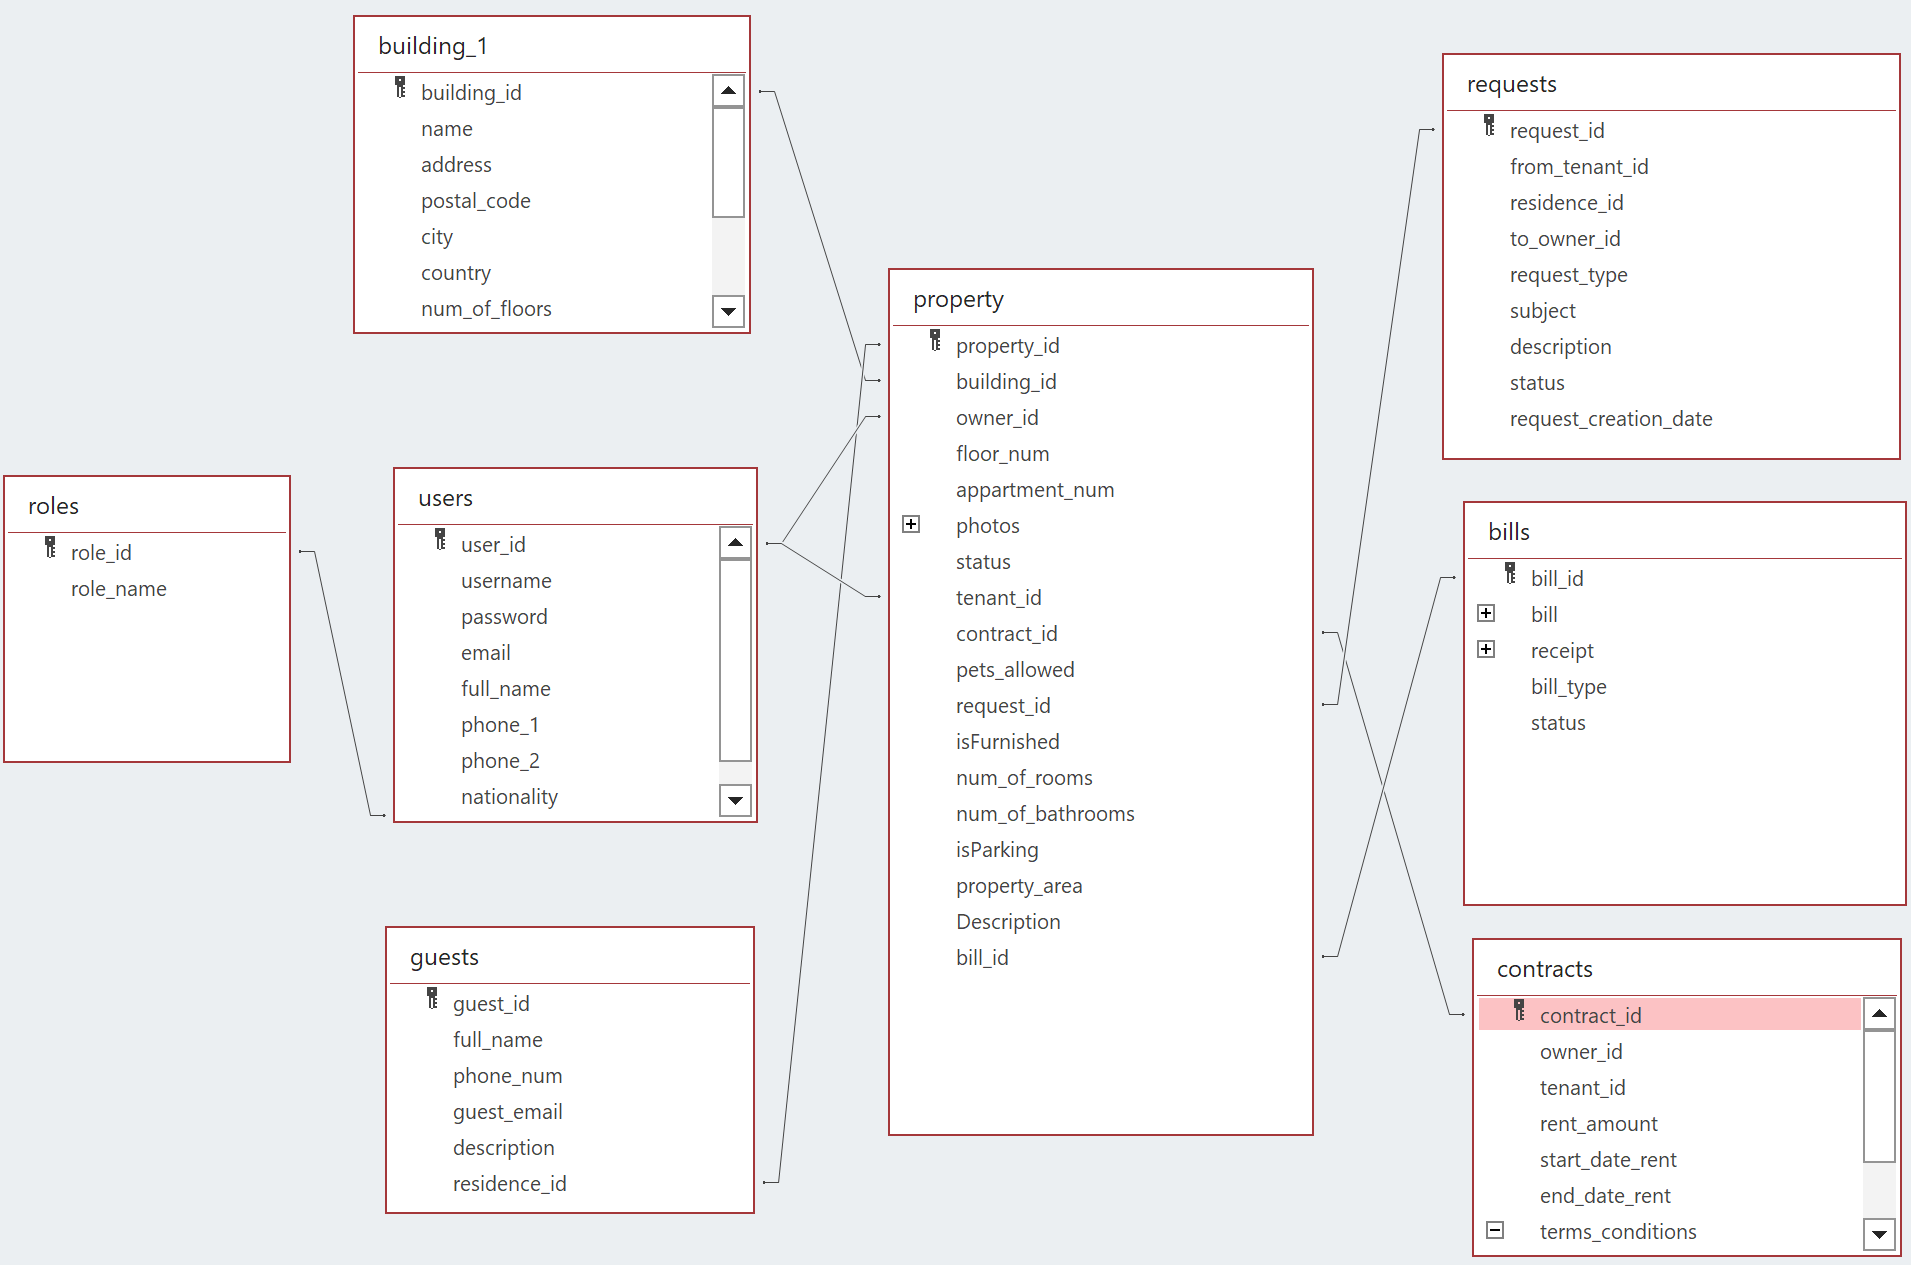 building_1
building_id
name
address
postal_code
city
country
num_of_floors
requests
request_id
from_tenant_id
residence_id
to_owner_id
request_type
subject
description
status
request_creation_date
property
property_id
building_id
owner_id
floor_num
appartment_num
photos
status
tenant_id
contract_id
pets_allowed
request_id
isFurnished
num_of_rooms
num_of_bathrooms
isParking
property_area
Description
bill_id
roles
role_id
role_name
users
user_id
username
password
email
full_name
phone_1
phone_2
nationality
bills
bill_id
bill
receipt
bill_type
status
guests
guest_id
full_name
phone_num
guest_email
description
residence_id
contracts
contract_id
owner_id
tenant_id
rent_amount
start_date_rent
end_date_rent
terms_conditions